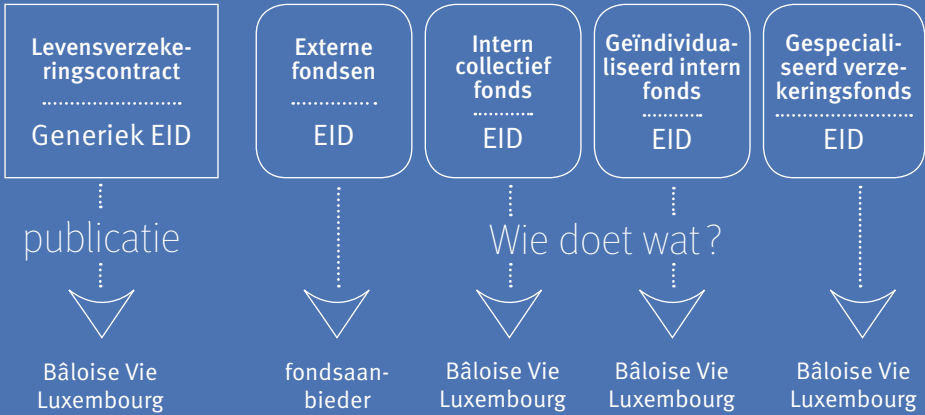 Levensverzeke-
ringscontract
Generiek EID
Externe
fondsen
EID
Intern
collectief
fonds
EID
Geïndividua-
aliseerd intern
fonds
EID
Gespeciali-
seerd verze-
keringsfonds
EID
publicatie
Wie doet wat ?
Bâloise Vie
Luxembourg
fondsaan-
bieder
Bâloise Vie
Luxembourg
Bâloise Vie
Luxembourg
Bâloise Vie
Luxembourg